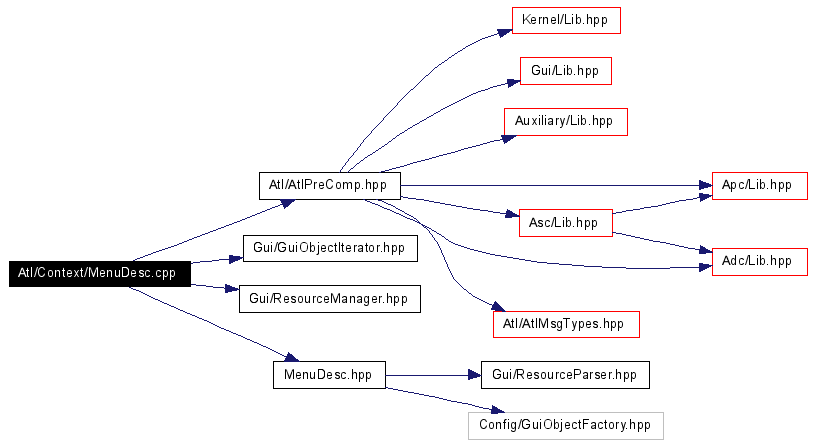 Kernel/Lib.hpp
Gui/Lib.hpp
Auxiliary/Lib.hpp
Atl/AtlPreComp.hpp
Apc/Lib.hpp
Asc/Lib.hpp
Gui/GuiObjectIterator.hpp
Adc/Lib.hpp
Atl/Context/MenuDesc.cpp
Gui/ResourceManager.hpp
Atl/AtlMsgTypes.hpp
MenuDesc.hpp
Gui/ResourceParser.hpp
Config/GuiObjectFactory.hpp